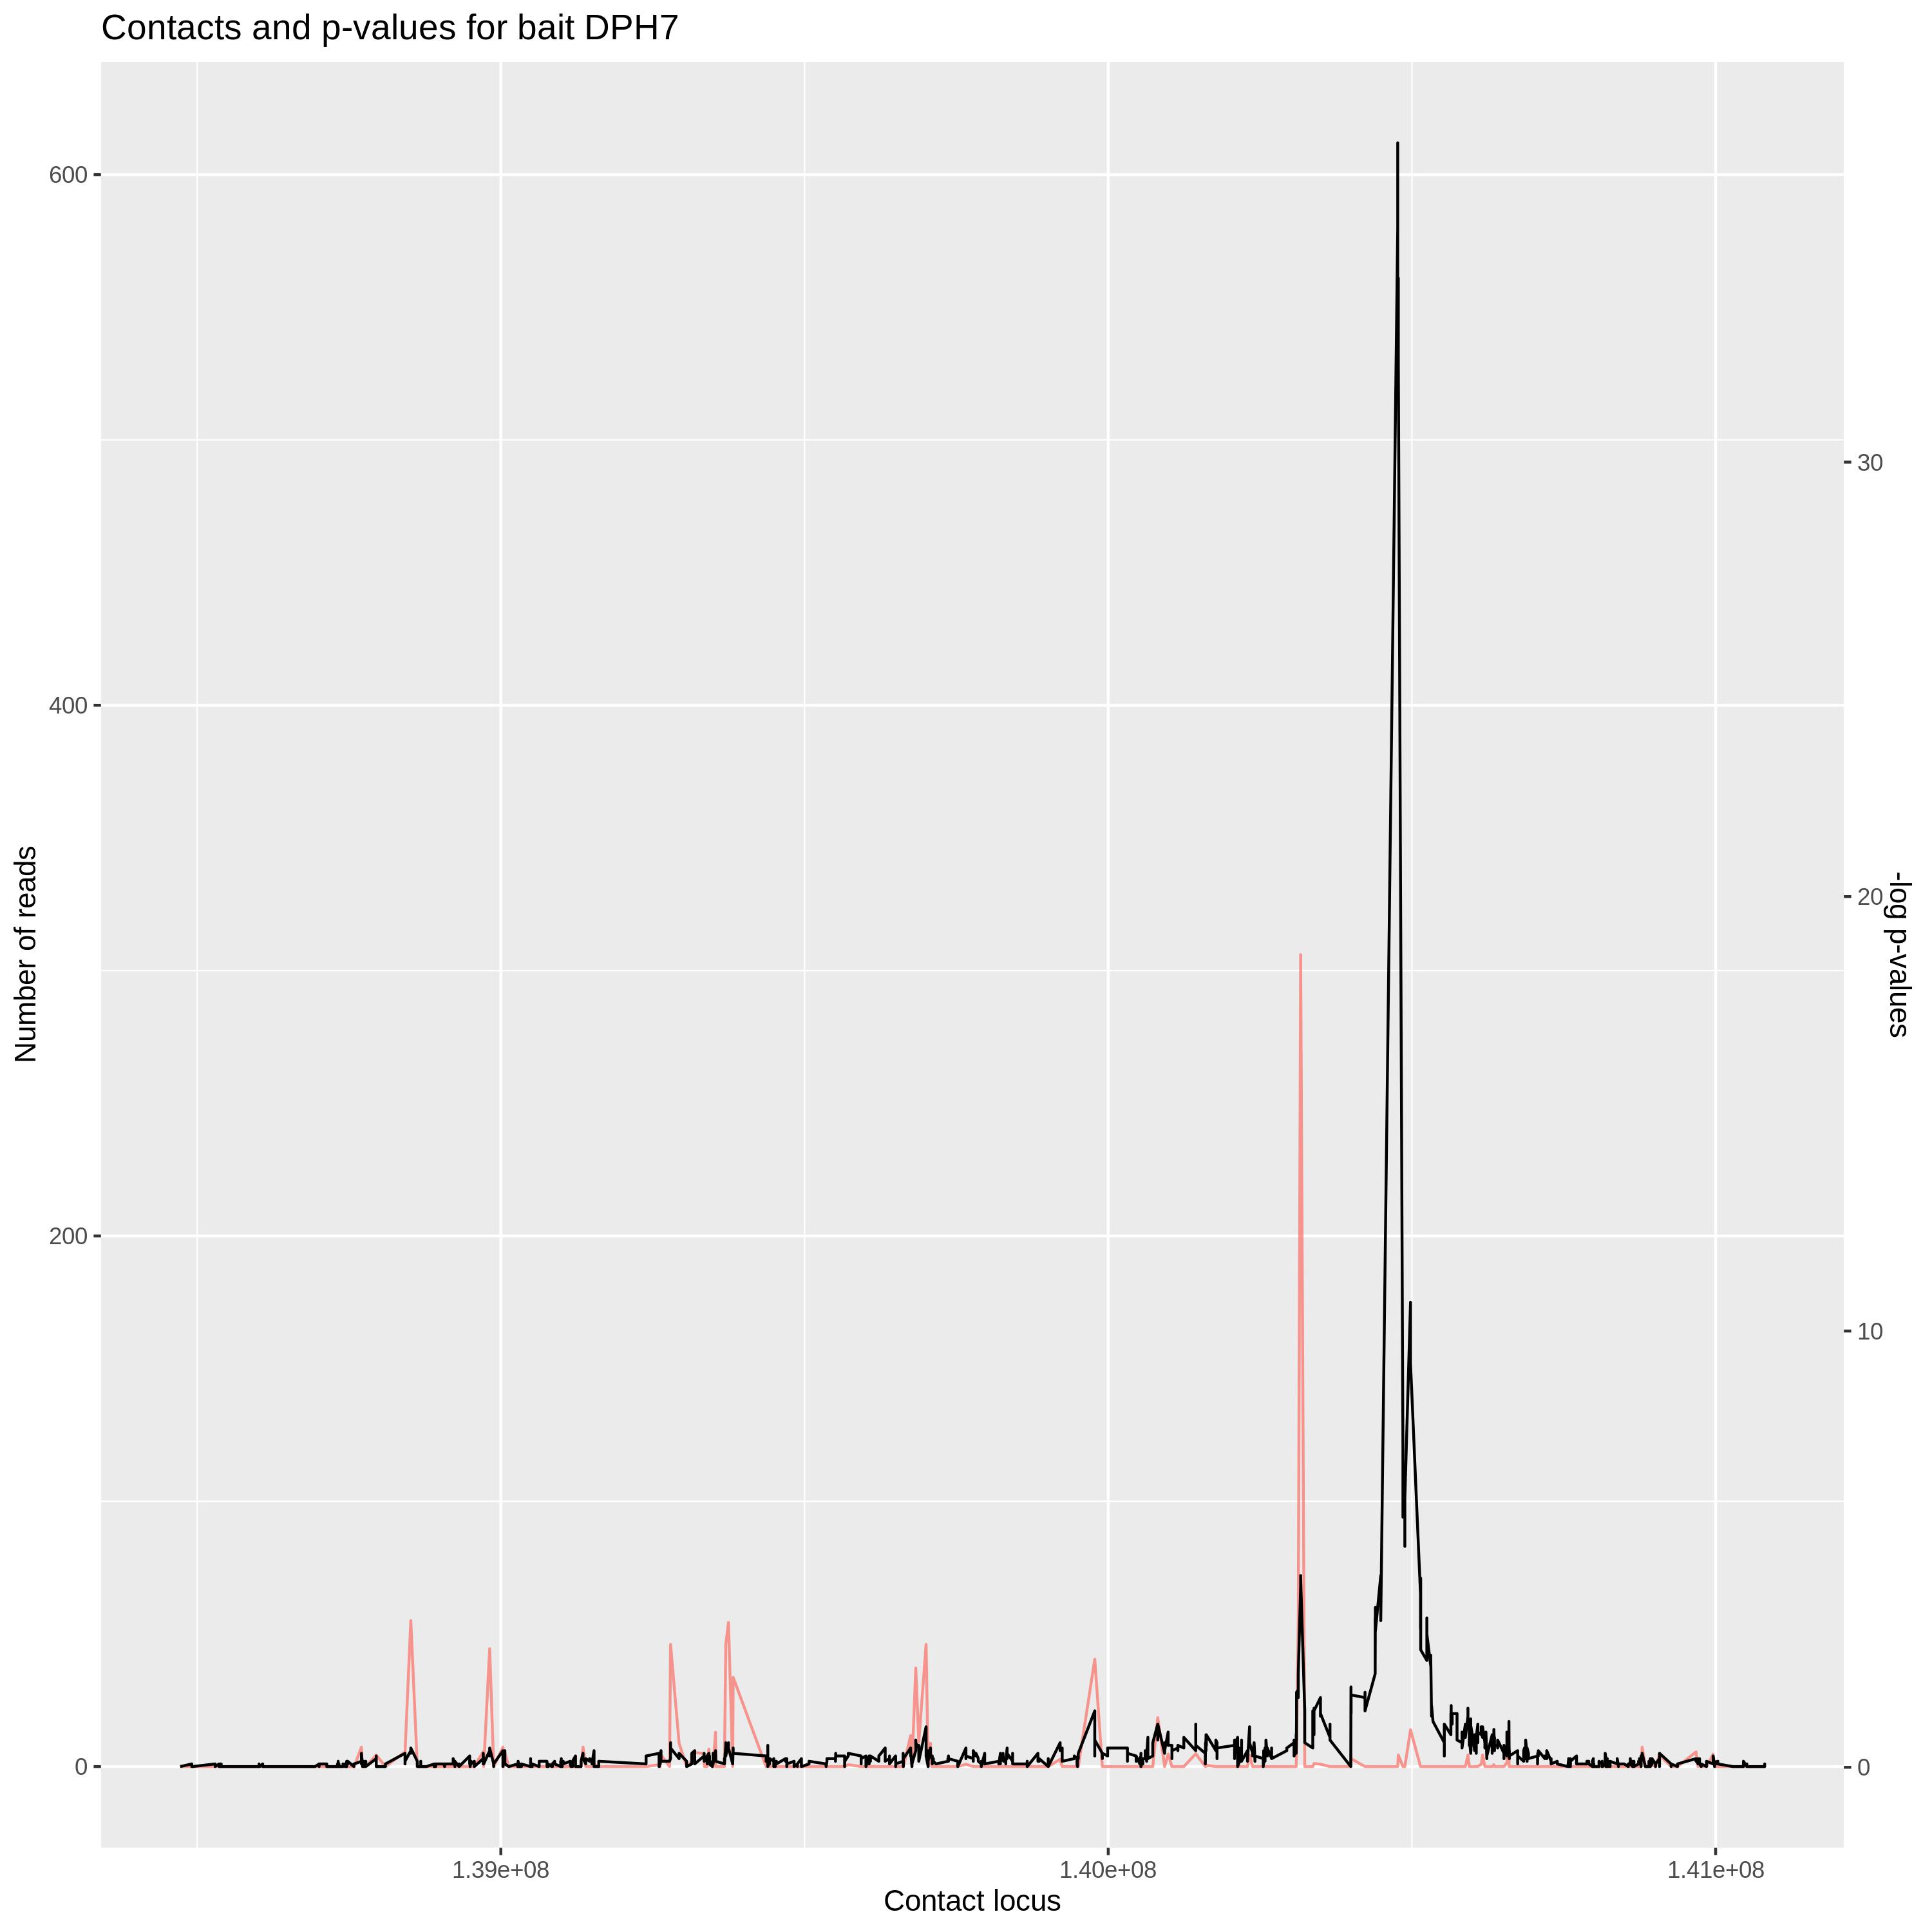 Contacts and p-values for bait DPH7
600
400
200
0
Number of reads
30
20
10
0
-log p-values
1.39e+08
1.40e+08
1.41e+08
Contact locus